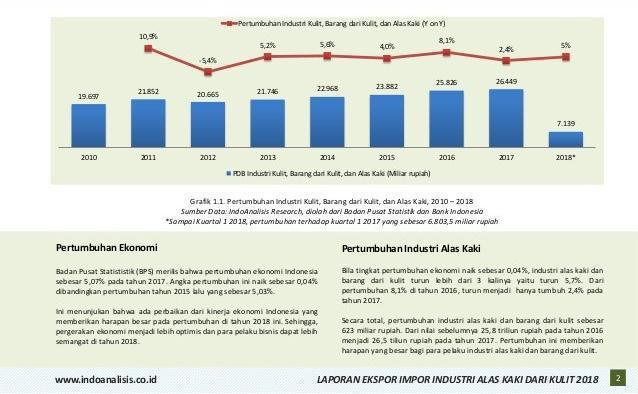 Pertumbuhan Industri Kulit, Barang dari Kulit, dan Alas Kaki (Y on Y)
10,9%
-5,4%
5,2%
5,6%
4,0%
8,1%
2,4%
5%
19.697
21.852
20.665
21.746
22.968
23.882
25.826
26.449
7.139
2010 2011 2012 2013 2014 2015 2016 2017 2018*
PDB Industri Kulit, Barang dari Kulit, dan Alas Kaki (Miliar rupiah)
Grafik 1.1. Pertumbuhan Industri Kulit, Barang dari Kulit, dan Alas Kaki, 2010 – 2018
Sumber Data: IndoAnalisis Research, diolah dari Badan Pusat Statistik dan Bank Indonesia
*Sampai Kuartal 1 2018, pertumbuhan terhadap kuartal 1 2017 yang sebesar 6.803,5 miliar rupiah
Pertumbuhan Ekonomi
Badan Pusat Statististik (BPS) merilis bahwa pertumbuhan ekonomi Indonesia
sebesar 5,07% pada tahun 2017. Angka pertumbuhan ini naik sebesar 0,04%
dibandingkan pertumbuhan tahun 2015 lalu yang sebesar 5,03%.
Ini menunjukan bahwa ada perbaikan dari kinerja ekonomi Indonesia yang
memberikan harapan besar pada pertumbuhan di tahun 2018 ini. Sehingga,
pergerakan ekonomi menjadi lebih optimis dan para pelaku bisnis dapat lebih
semangat di tahun 2018.
Pertumbuhan Industri Alas Kaki
Bila tingkat pertumbuhan ekonomi naik sebesar 0,04%, industri alas kaki dan
barang dari kulit turun lebih dari 3 kalinya yaitu turun 5,7%. Dari
pertumbuhan 8,1% di tahun 2016, turun menjadi hanya tumbuh 2,4% pada
tahun 2017.
Secara total, pertumbuhan industri alas kaki dan barang dari kulit sebesar
623 miliar rupiah. Dari nilai sebelumnya 25,8 triliun rupiah pada tahun 2016
menjadi 26,5 tiliun rupiah pada tahun 2017. Pertumbuhan ini memberikan
harapan yang besar bagi para pelaku industri alas kaki dan barang dari kulit.
www.indoanalisis.co.id
LAPORAN EKSPOR IMPOR INDUSTRI ALAS KAKI DARI KULIT 2018
2